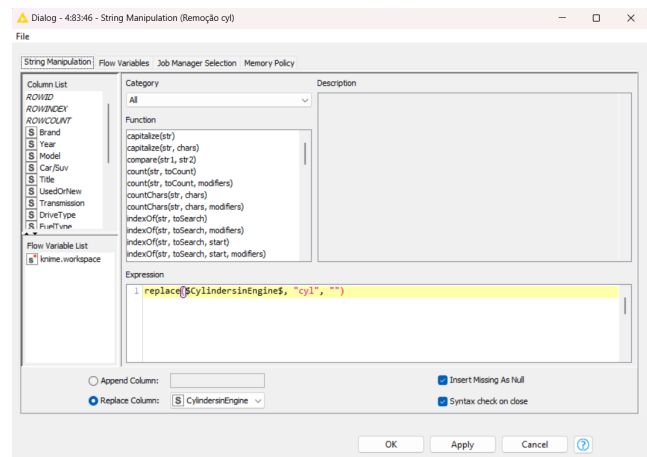 Dialog - 4:83:46 - String Manipulation (Remoção cyl)
File
String Manipulation Flow Variables Job Manager Selection Memory Policy
Column List
ROWID
ROWINDEX
ROWCOUNT
S Brand
S Year
S Model
S Car/Suv
S Title
S UsedOrNew
S Transmission
S DriveType
S FuelType
Flow Variable List
s knime.workspace
Category
All
Function
capitalize(str)
capitalize(str, chars)
compare(str1, str2)
count(str, toCount)
count(str, toCount, modifiers)
countChars(str, chars)
countChars(str, chars, modifiers)
indexOf(str, toSearch)
indexOf(str, toSearch, modifiers)
indexOf(str, toSearch, start)
indexOf(str, toSearch, start, modifiers)
Description
Expression
1 replace($CylindersinEngine$, "cyl", "")
Append Column:
Replace Column: S CylindersinEngine
Insert Missing As Null
Syntax check on close
OK Apply Cancel ?